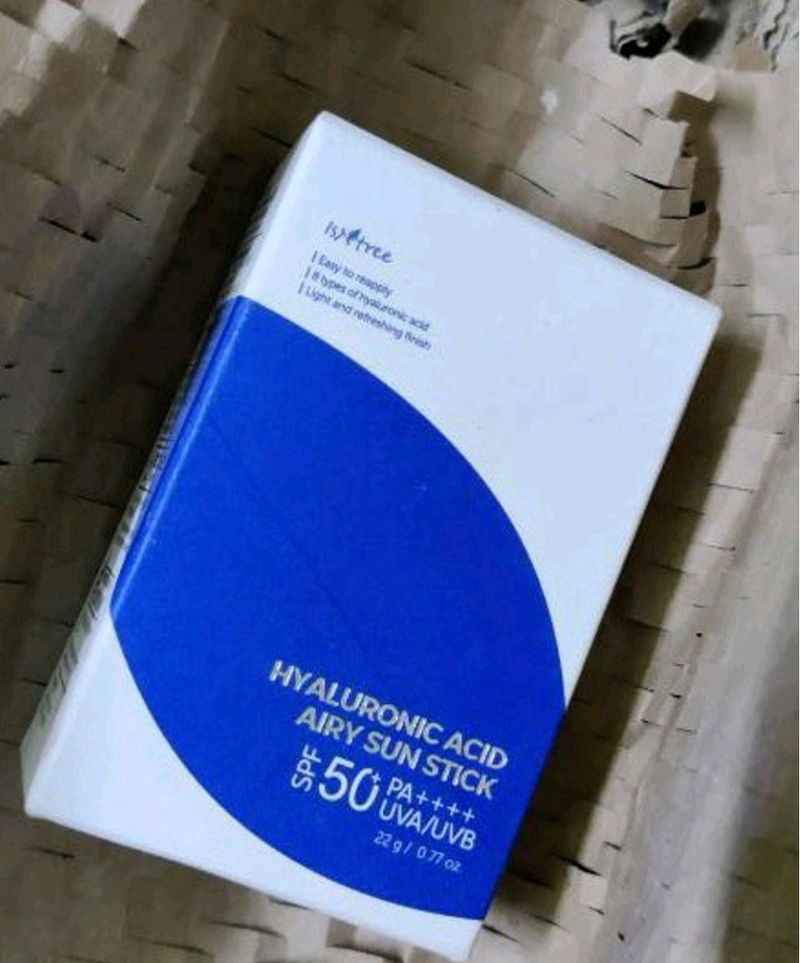 Isntree
Easy to reapply
8 types of hyaluronic acid
Light and refreshing finish
HYALURONIC ACID
AIRY SUN STICK
SPF 50+ PA++++
UVA/UVB
22 g / 0.77 oz